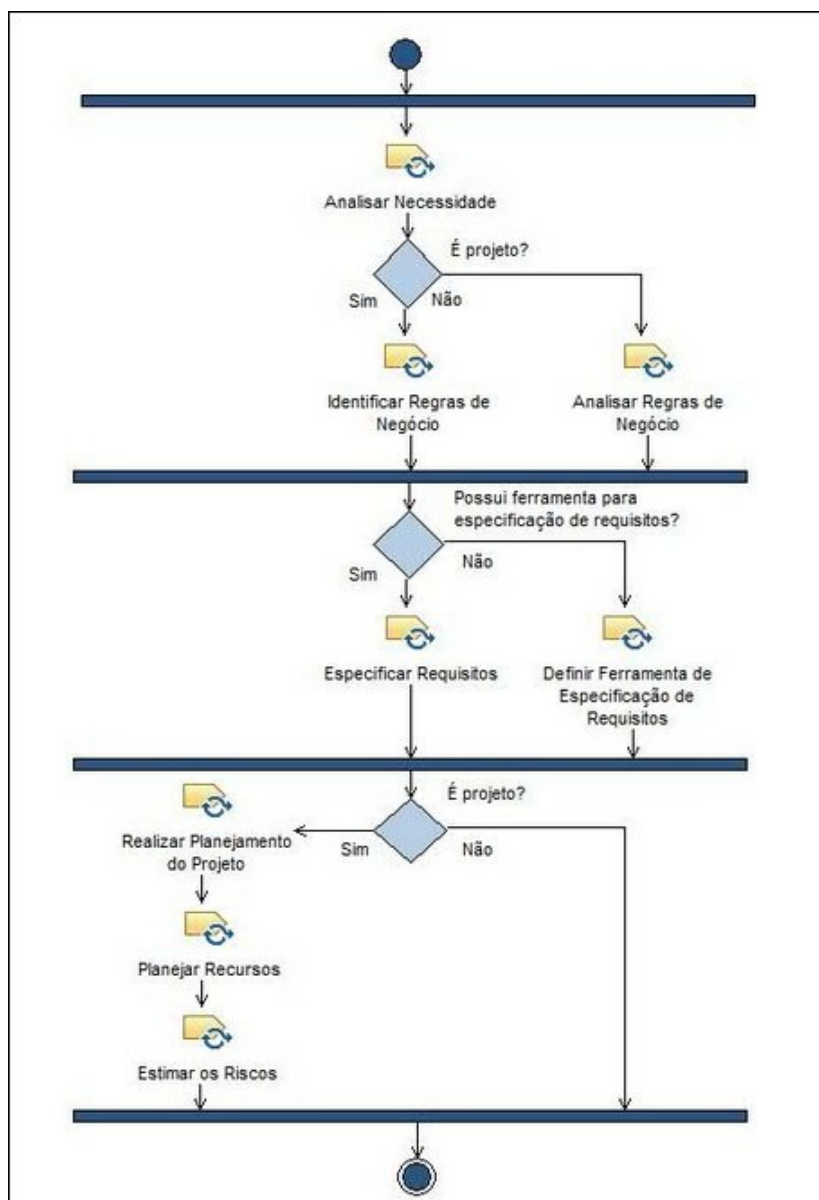 Analisar Necessidade
É projeto?
Sim
Não
Identificar Regras de
Negócio
Analisar Regras de
Negócio
Possui ferramenta para
especificação de requisitos?
Sim
Não
Especificar Requisitos
Definir Ferramenta de
Especificação de
Requisitos
É projeto?
Sim
Não
Realizar Planejamento
do Projeto
Planejar Recursos
Estimar os Riscos